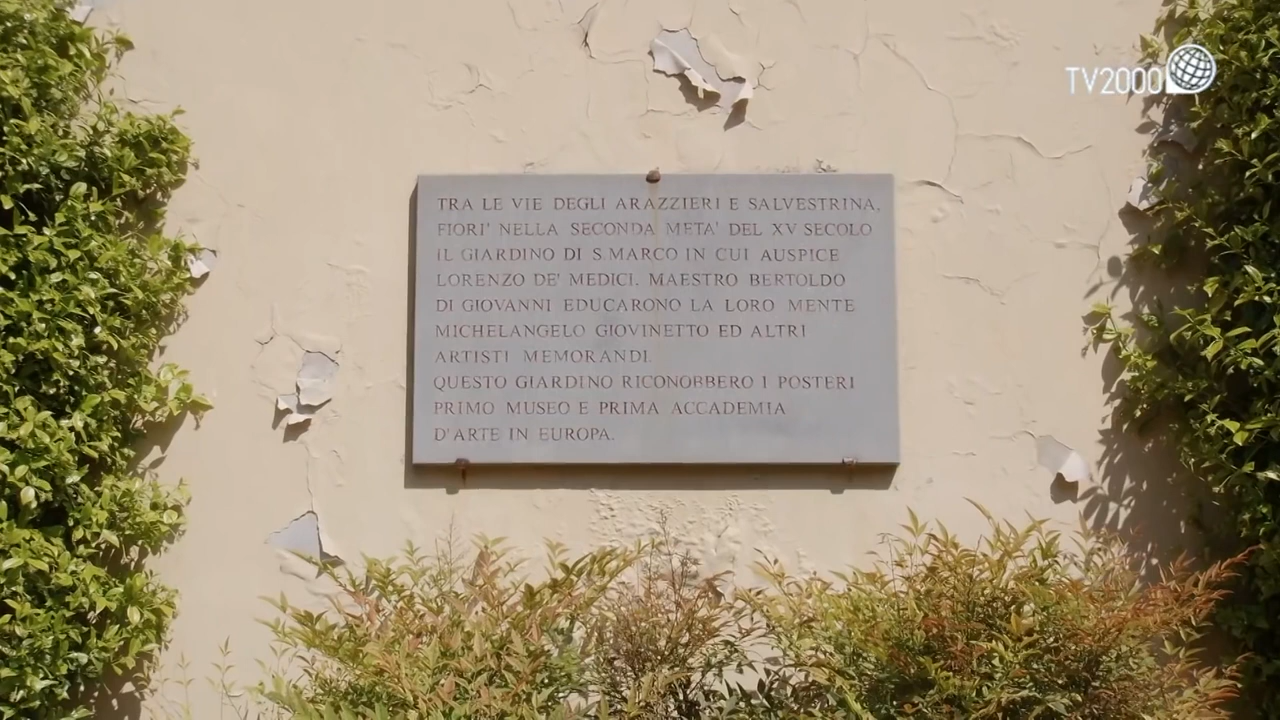 TV2000
TRA LE VIE DEGLI ARAZZIERI E SALVESTRINA,
FIORI' NELLA SECONDA META' DEL XV SECOLO
IL GIARDINO DI S.MARCO IN CUI AUSPICE
LORENZO DE' MEDICI. MAESTRO BERTOLDO
DI GIOVANNI EDUCARONO LA LORO MENTE
MICHELANGELO GIOVINETTO ED ALTRI
ARTISTI MEMORANDI.
QUESTO GIARDINO RICONOBBERO I POSTERI
PRIMO MUSEO E PRIMA ACCADEMIA
D'ARTE IN EUROPA.